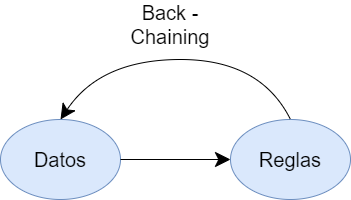 Back -
Chaining
Datos
Reglas